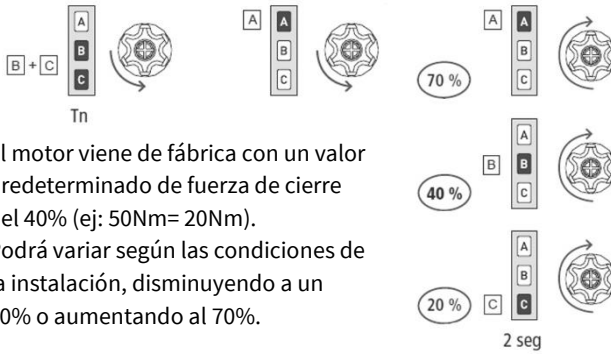 A
B
C
B + C
Tn
A
A
B
C
A
A
B
C
70 %
B
A
B
C
40 %
C
A
B
C
20 %
2 seg
l motor viene de fábrica con un valor
redeterminado de fuerza de cierre
el 40% (ej: 50Nm= 20Nm).
odrá variar según las condiciones de
a instalación, disminuyendo a un
0% o aumentando al 70%.